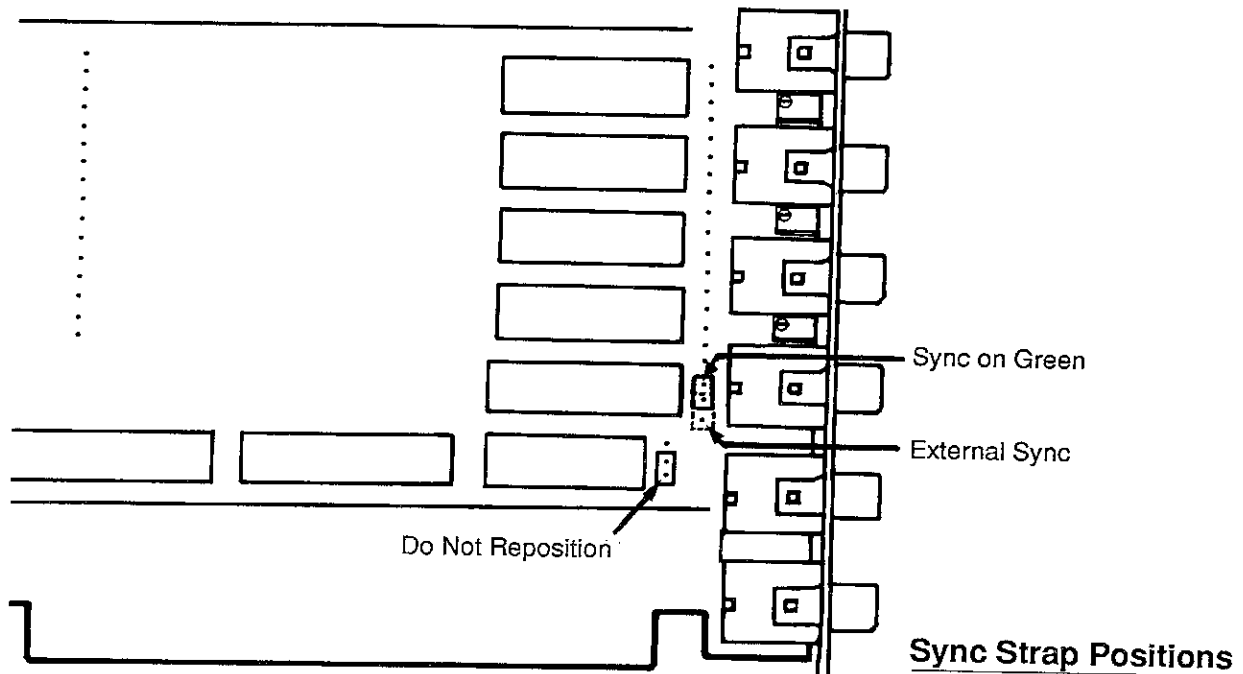 Sync on Green
External Sync
Do Not Reposition
Sync Strap Positions